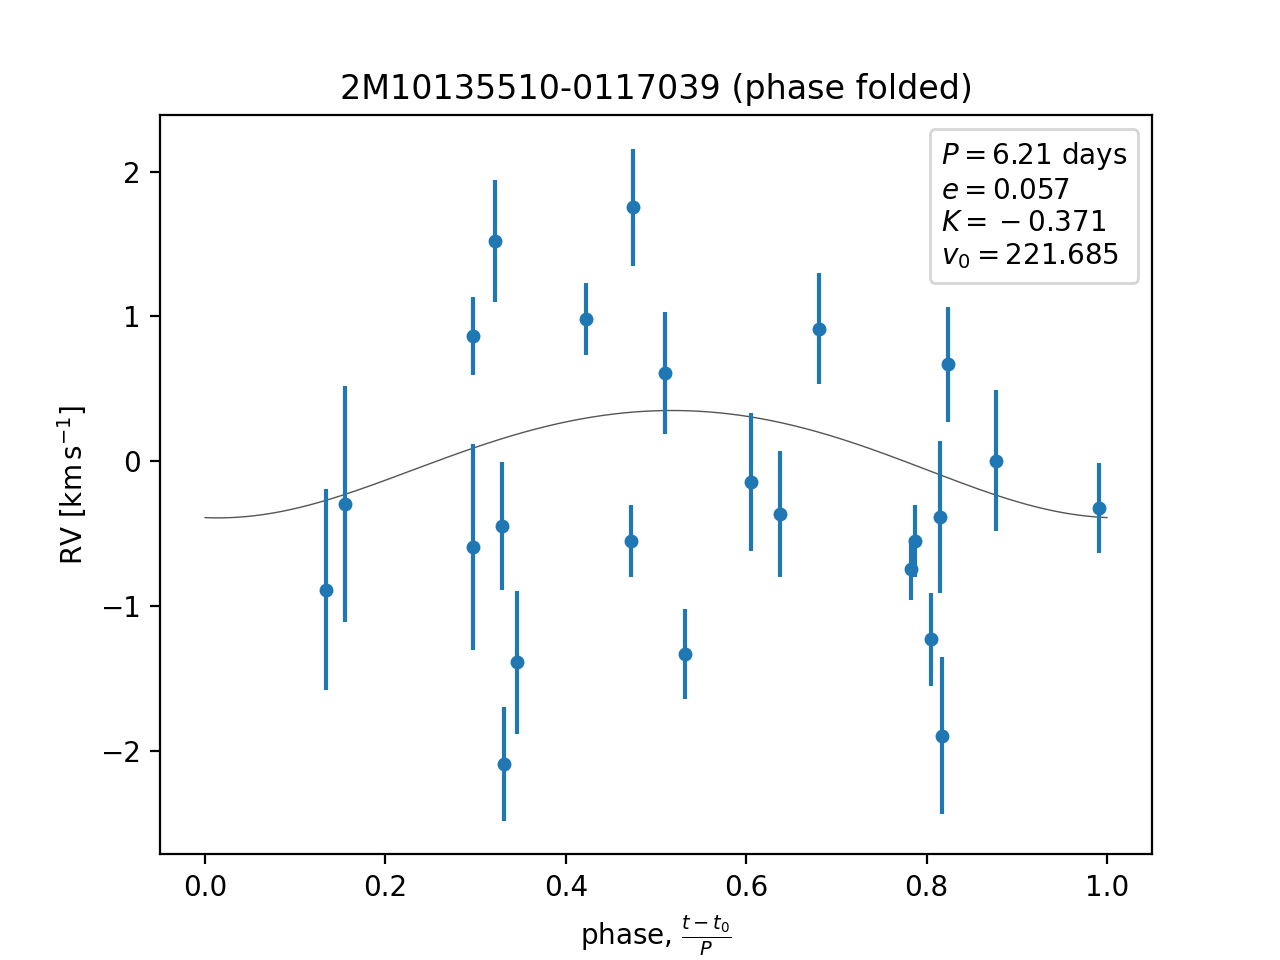 2M10135510-0117039 (phase folded)
P = 6.21 days
e = 0.057
K = −0.371
v₀ = 221.685
RV [km s⁻¹]
2
1
0
−1
−2
0.0 0.2 0.4 0.6 0.8 1.0
phase, (t − t₀)/P